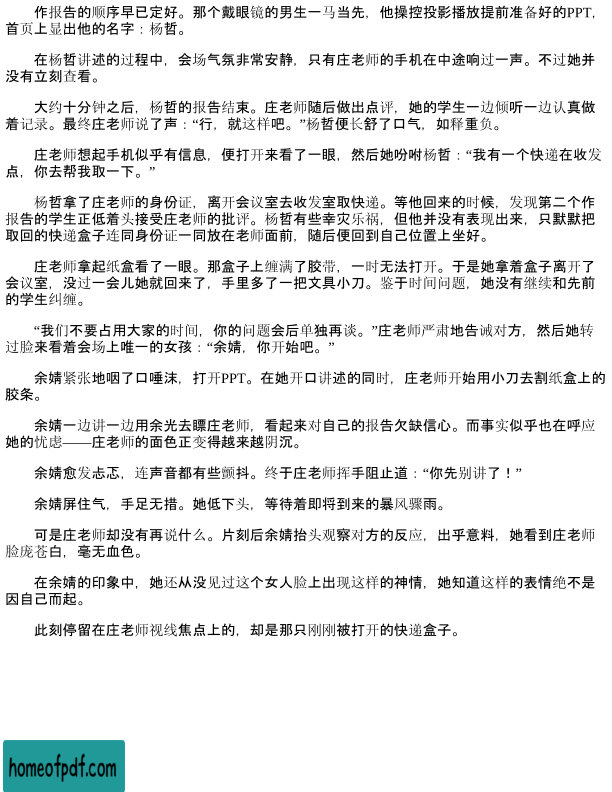 作报告的顺序早已定好。那个戴眼镜的男生一马当先，他操控投影播放提前准备好的PPT，
首页上显出他的名字：杨哲。
在杨哲讲述的过程中，会场气氛非常安静，只有庄老师的手机在中途响过一声。不过她并
没有立刻查看。
大约十分钟之后，杨哲的报告结束。庄老师随后做出点评，她的学生一边倾听一边认真做
着记录。最终庄老师说了声：“行，就这样吧。”杨哲便长舒了口气，如释重负。
庄老师想起手机似乎有信息，便打开来看了一眼，然后她吩咐杨哲：“我有一个快递在收发
点，你去帮我取一下。”
杨哲拿了庄老师的身份证，离开会议室去收发室取快递。等他回来的时候，发现第二个作
报告的学生正低着头接受庄老师的批评。杨哲有些幸灾乐祸，但他并没有表现出来，只默默把
取回的快递盒子连同身份证一同放在老师面前，随后便回到自己位置上坐好。
庄老师拿起纸盒看了一眼。那盒子上缠满了胶带，一时无法打开。于是她拿着盒子离开了
会议室，没过一会儿她就回来了，手里多了一把文具小刀。鉴于时间问题，她没有继续和先前
的学生纠缠。
“我们不要占用大家的时间，你的问题会后单独再谈。”庄老师严肃地告诫对方，然后她转
过脸来看着会场上唯一的女孩：“余婧，你开始吧。”
余婧紧张地咽了口唾沫，打开PPT。在她开口讲述的同时，庄老师开始用小刀去割纸盒上的
胶条。
余婧一边讲一边用余光去瞟庄老师，看起来对自己的报告欠缺信心。而事实似乎也在呼应
她的忧虑——庄老师的面色正变得越来越阴沉。
余婧愈发忐忑，连声音都有些颤抖。终于庄老师挥手阻止道：“你先别讲了！”
余婧屏住气，手足无措。她低下头，等待着即将到来的暴风骤雨。
可是庄老师却没有再说什么。片刻后余婧抬头观察对方的反应，出乎意料，她看到庄老师
脸庞苍白，毫无血色。
在余婧的印象中，她还从没见过这个女人脸上出现这样的神情，她知道这样的表情绝不是
因自己而起。
此刻停留在庄老师视线焦点上的，却是那只刚刚被打开的快递盒子。
homeofpdf.com